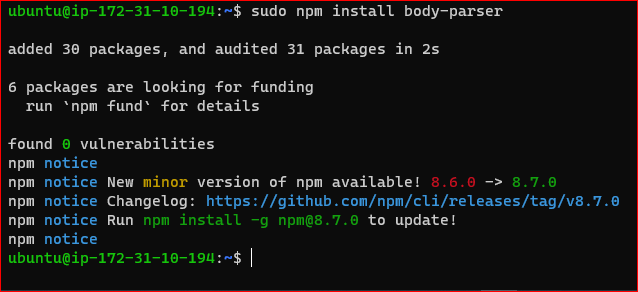 ubuntu@ip-172-31-10-194:~$ sudo npm install body-parser
added 30 packages, and audited 31 packages in 2s
6 packages are looking for funding
run `npm fund` for details
found 0 vulnerabilities
npm notice
npm notice New minor version of npm available! 8.6.0 -> 8.7.0
npm notice Changelog: https://github.com/npm/cli/releases/tag/v8.7.0
npm notice Run npm install -g npm@8.7.0 to update!
npm notice
ubuntu@ip-172-31-10-194:~$